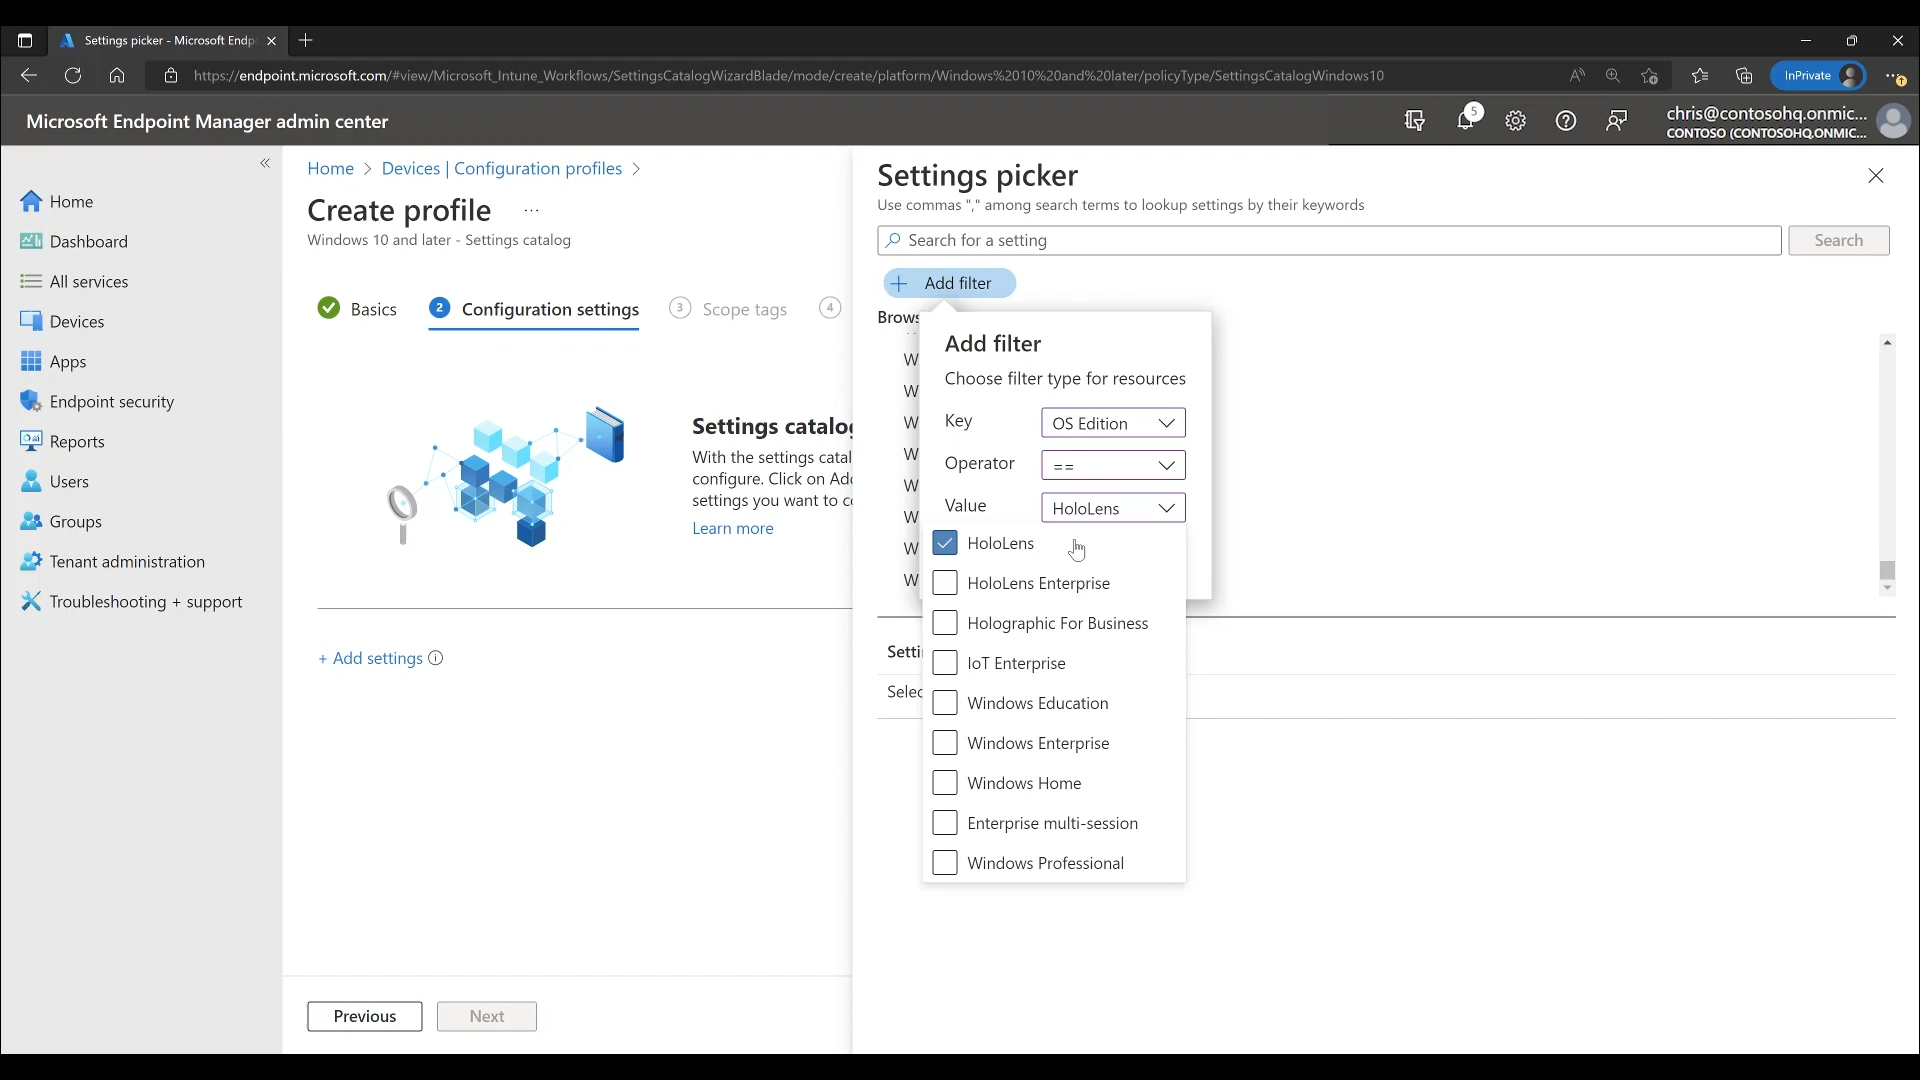 Settings picker - Microsoft Endp
https://endpoint.microsoft.com/#view/Microsoft_Intune_Workflows/SettingsCatalogWizardBlade/mode/create/platform/Windows%2010%20and%20later/policyType/SettingsCatalogWindows10
InPrivate
Microsoft Endpoint Manager admin center
5
chris@contosohq.onmic...
CONTOSO (CONTOSOHQ.ONMIC...
Home
Dashboard
All services
Devices
Apps
Endpoint security
Reports
Users
Groups
Tenant administration
Troubleshooting + support
Home > Devices | Configuration profiles >
Create profile ...
Windows 10 and later - Settings catalog
Basics 2 Configuration settings 3 Scope tags 4
Settings catalog
With the settings catal
configure. Click on Ad
settings you want to c
Learn more
+ Add settings
Previous Next
Settings picker
Use commas "," among search terms to lookup settings by their keywords
Search for a setting Search
+ Add filter
Brows
W
W
W
W
W
W
W
W
Add filter
Choose filter type for resources
Key OS Edition
Operator ==
Value HoloLens
HoloLens
HoloLens Enterprise
Holographic For Business
IoT Enterprise
Windows Education
Windows Enterprise
Windows Home
Enterprise multi-session
Windows Professional
Setti
Selec